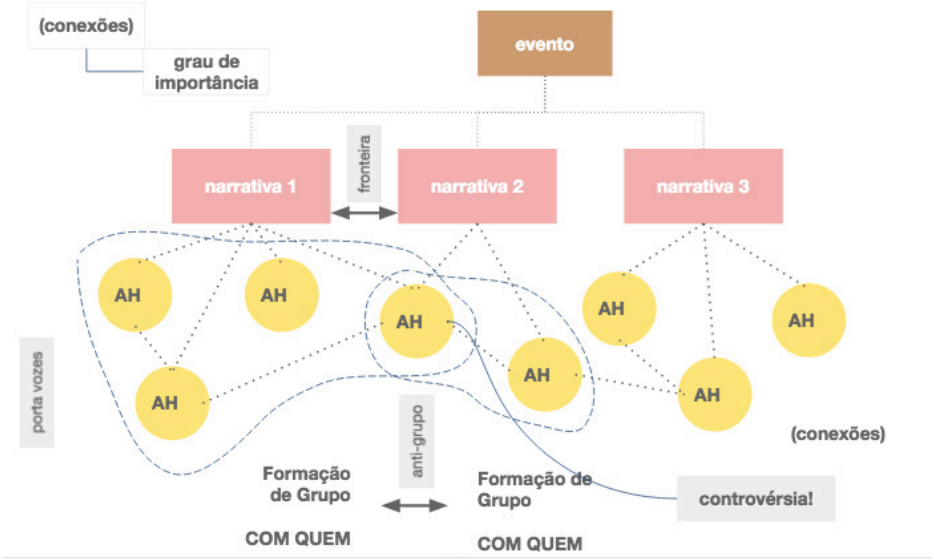 (conexões)
grau de
importância
evento
narrativa 1
fronteira
narrativa 2
narrativa 3
AH
AH
AH
AH
AH
AH
AH
AH
AH
porta vozes
anti-grupo
(conexões)
Formação
de Grupo
Formação de
Grupo
controvérsia!
COM QUEM
COM QUEM